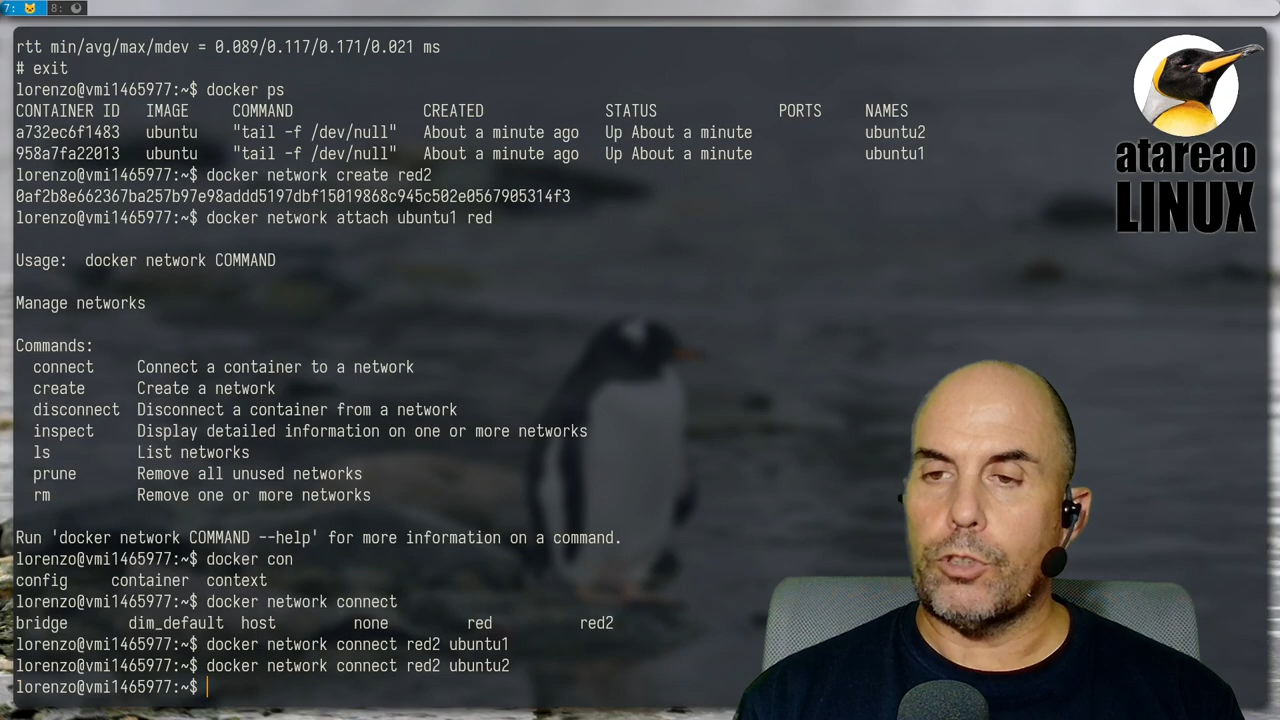 7:
8:
rtt min/avg/max/mdev = 0.089/0.117/0.171/0.021 ms
# exit
lorenzo@vmi1465977:~$ docker ps
CONTAINER ID IMAGE COMMAND CREATED STATUS PORTS NAMES
a732ec6f1483 ubuntu "tail -f /dev/null" About a minute ago Up About a minute ubuntu2
958a7fa22013 ubuntu "tail -f /dev/null" About a minute ago Up About a minute ubuntu1
lorenzo@vmi1465977:~$ docker network create red2
0af2b8e662367ba257b97e98addd5197dbf15019868c945c502e0567905314f3
lorenzo@vmi1465977:~$ docker network attach ubuntu1 red
Usage: docker network COMMAND
Manage networks
Commands:
connect Connect a container to a network
create Create a network
disconnect Disconnect a container from a network
inspect Display detailed information on one or more networks
ls List networks
prune Remove all unused networks
rm Remove one or more networks
Run 'docker network COMMAND --help' for more information on a command.
lorenzo@vmi1465977:~$ docker con
config container context
lorenzo@vmi1465977:~$ docker network connect
bridge dim_default host none red red2
lorenzo@vmi1465977:~$ docker network connect red2 ubuntu1
lorenzo@vmi1465977:~$ docker network connect red2 ubuntu2
lorenzo@vmi1465977:~$
atareao
LINUX